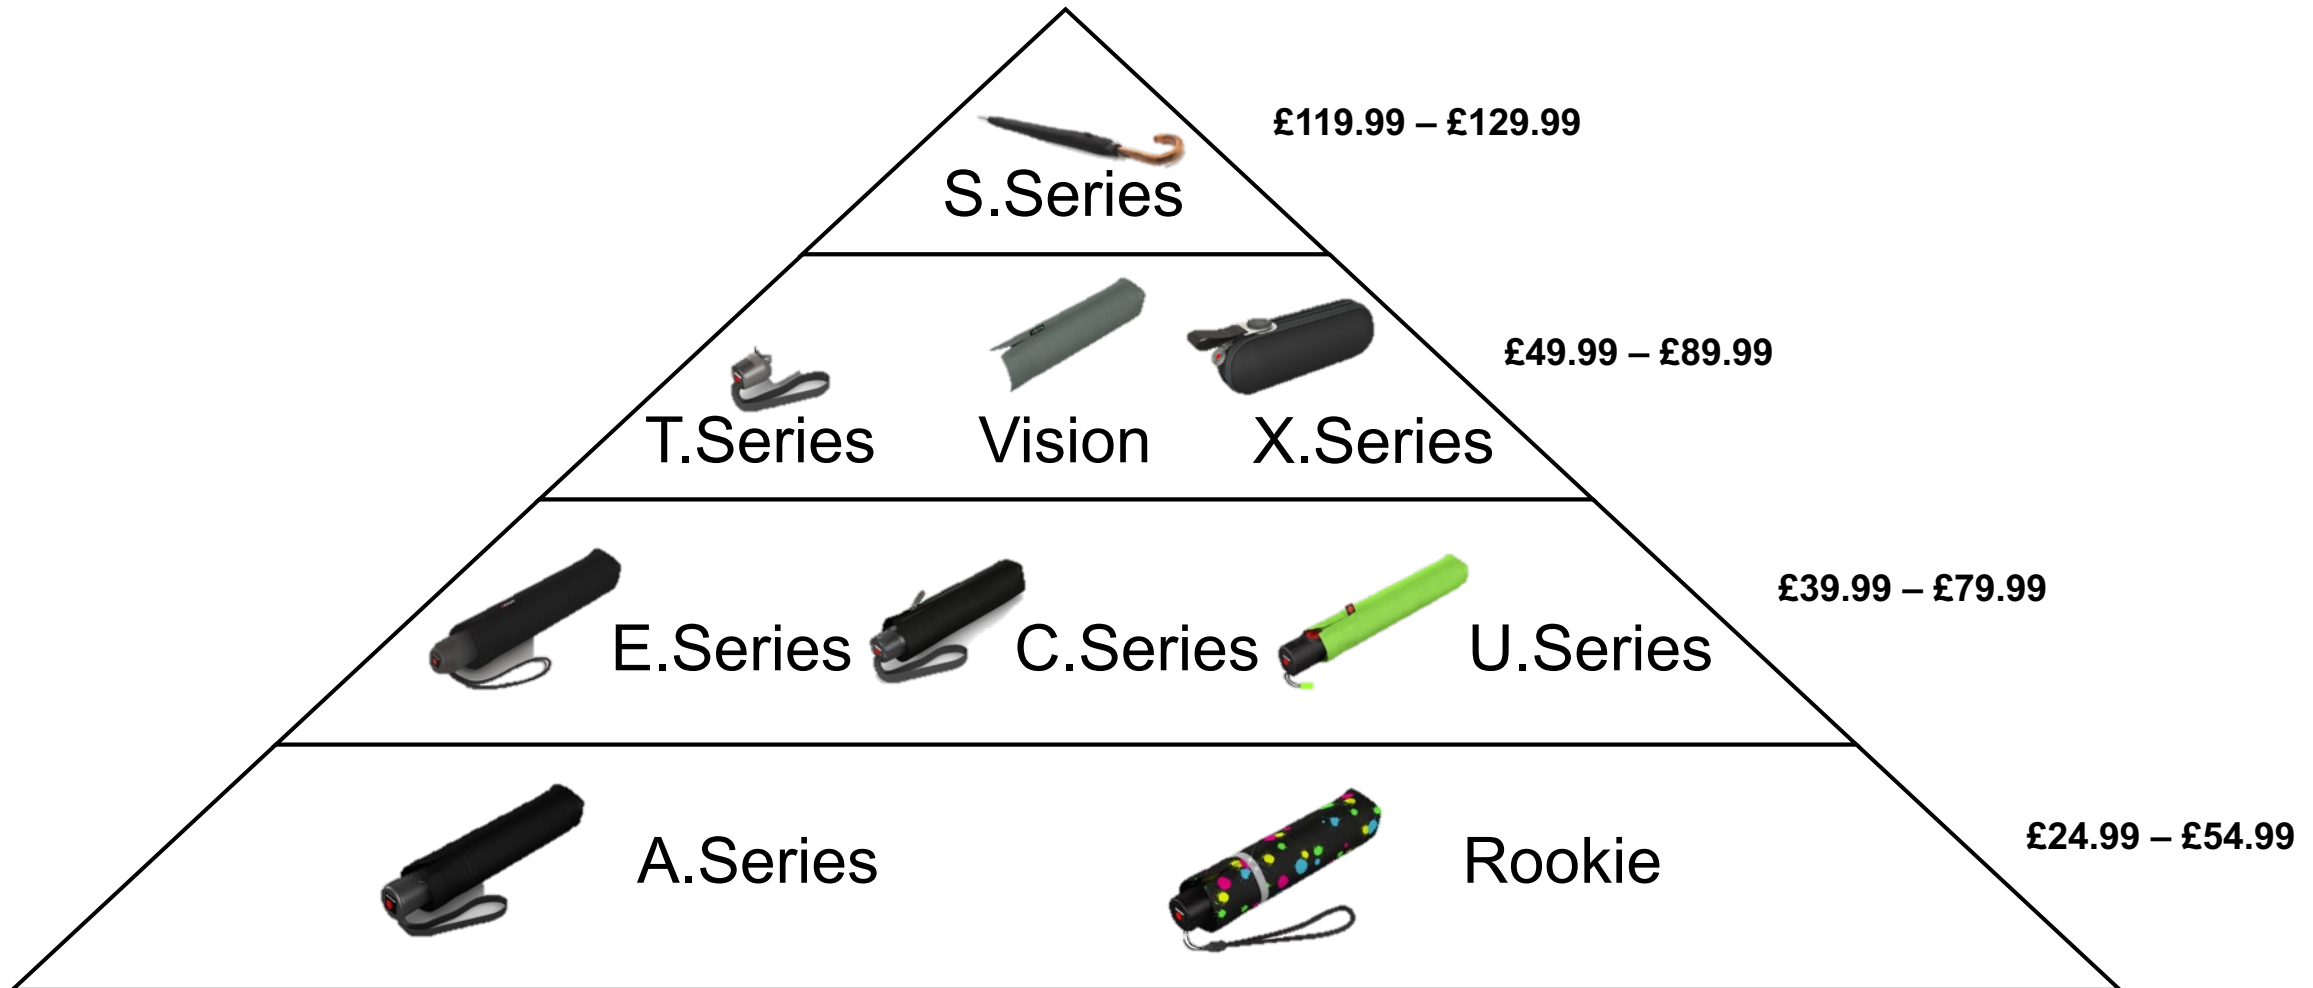 £119.99 – £129.99
S.Series
£49.99 – £89.99
T.Series Vision X.Series
£39.99 – £79.99
E.Series C.Series U.Series
£24.99 – £54.99
A.Series Rookie